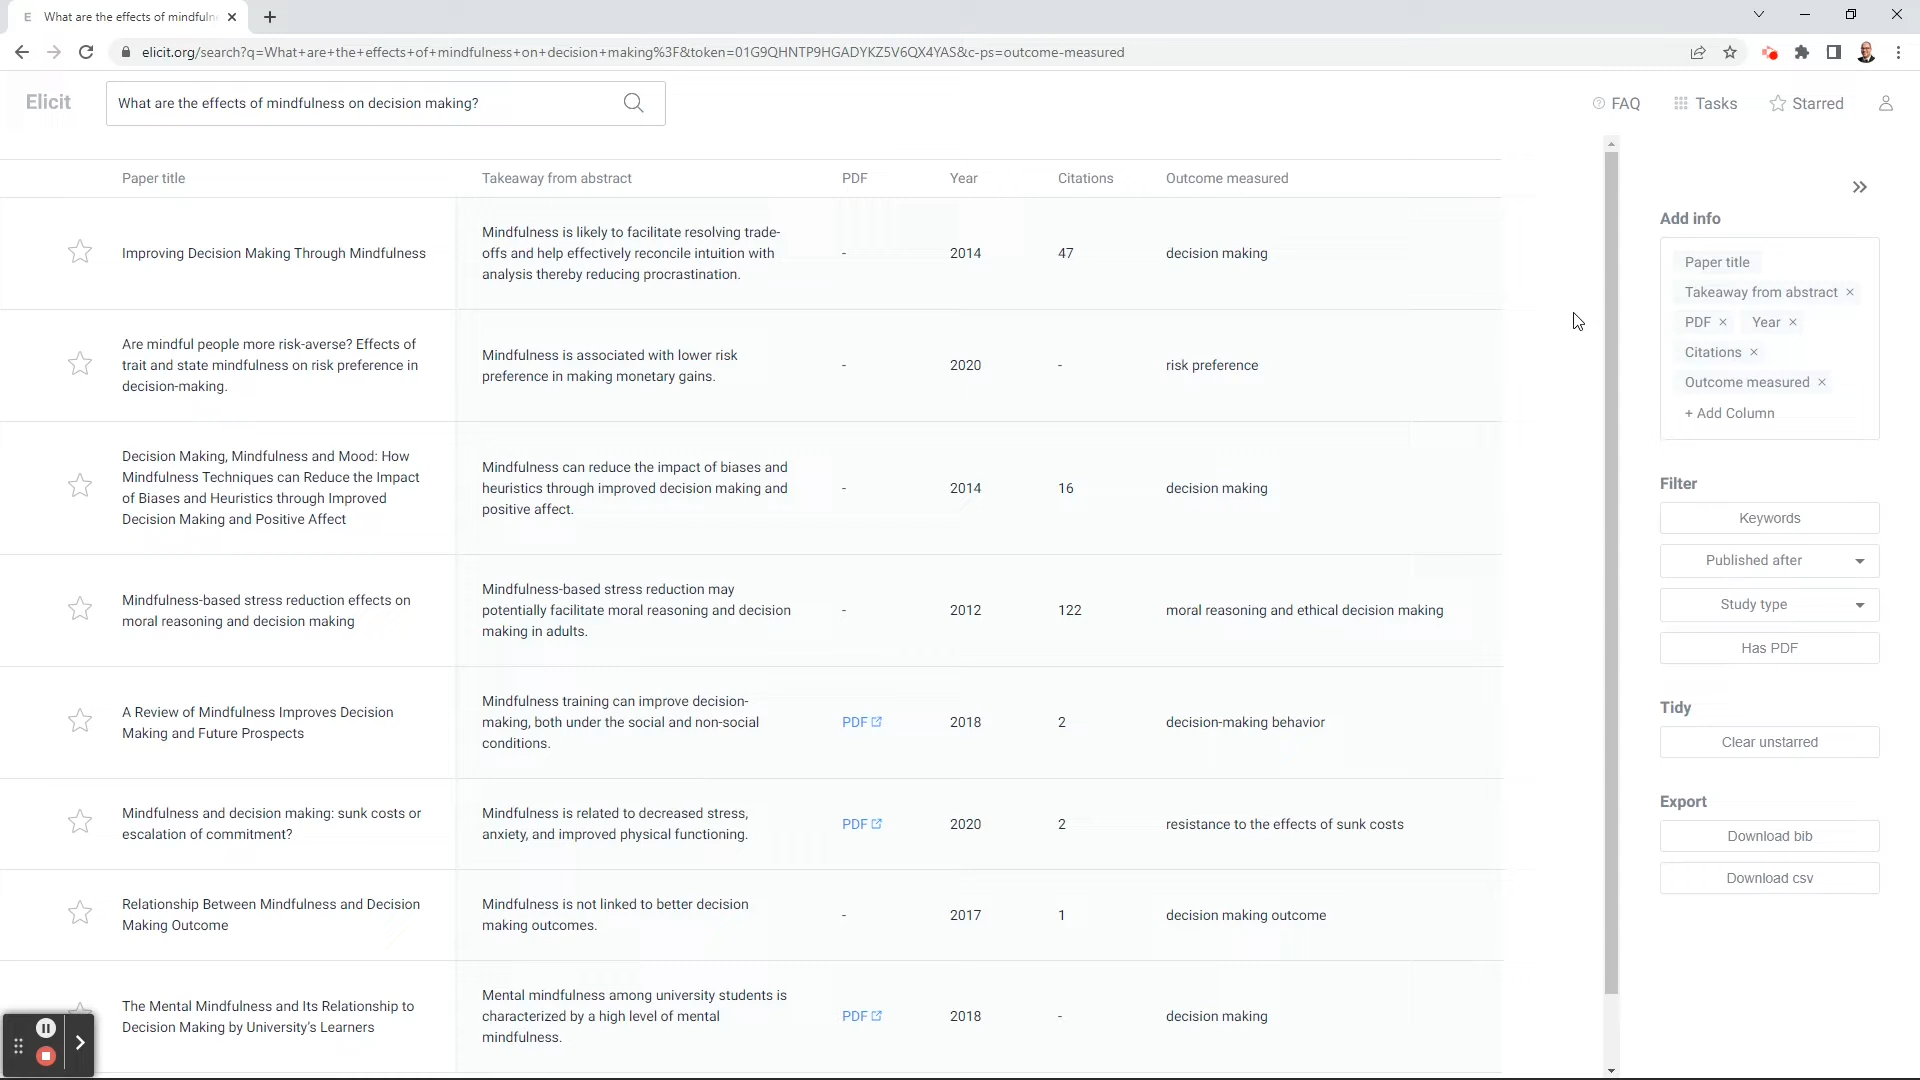 E What are the effects of mindfuln
elicit.org/search?q=What+are+the+effects+of+mindfulness+on+decision+making%3F&token=01G9QHNTP9HGADYKZ5V6QX4YAS&c-ps=outcome-measured
Elicit
What are the effects of mindfulness on decision making?
FAQ
Tasks
Starred
Paper title
Takeaway from abstract
PDF
Year
Citations
Outcome measured
Improving Decision Making Through Mindfulness
Mindfulness is likely to facilitate resolving trade-
offs and help effectively reconcile intuition with
analysis thereby reducing procrastination.
-
2014
47
decision making
Are mindful people more risk-averse? Effects of
trait and state mindfulness on risk preference in
decision-making.
Mindfulness is associated with lower risk
preference in making monetary gains.
-
2020
-
risk preference
Decision Making, Mindfulness and Mood: How
Mindfulness Techniques can Reduce the Impact
of Biases and Heuristics through Improved
Decision Making and Positive Affect
Mindfulness can reduce the impact of biases and
heuristics through improved decision making and
positive affect.
-
2014
16
decision making
Mindfulness-based stress reduction effects on
moral reasoning and decision making
Mindfulness-based stress reduction may
potentially facilitate moral reasoning and decision
making in adults.
-
2012
122
moral reasoning and ethical decision making
A Review of Mindfulness Improves Decision
Making and Future Prospects
Mindfulness training can improve decision-
making, both under the social and non-social
conditions.
PDF
2018
2
decision-making behavior
Mindfulness and decision making: sunk costs or
escalation of commitment?
Mindfulness is related to decreased stress,
anxiety, and improved physical functioning.
PDF
2020
2
resistance to the effects of sunk costs
Relationship Between Mindfulness and Decision
Making Outcome
Mindfulness is not linked to better decision
making outcomes.
-
2017
1
decision making outcome
The Mental Mindfulness and Its Relationship to
Decision Making by University's Learners
Mental mindfulness among university students is
characterized by a high level of mental
mindfulness.
PDF
2018
-
decision making
Add info
Paper title
Takeaway from abstract ×
PDF × Year ×
Citations ×
Outcome measured ×
+ Add Column
Filter
Keywords
Published after
Study type
Has PDF
Tidy
Clear unstarred
Export
Download bib
Download csv